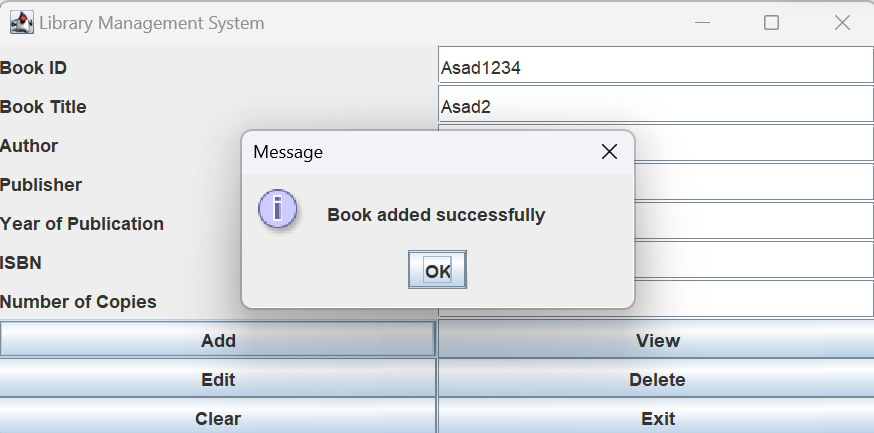 Library Management System
Book ID Asad1234
Book Title Asad2
Author
Message
Publisher
Book added successfully
Year of Publication
ISBN
OK
Number of Copies
Add View
Edit Delete
Clear Exit